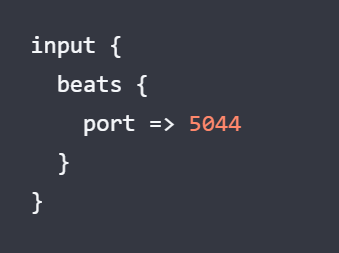 input {
  beats {
    port => 5044
  }
}